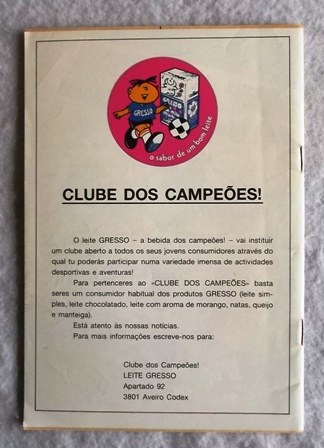 GRESSO
o sabor de um bom leite
CLUBE DOS CAMPEÕES!
O leite GRESSO – a bebida dos campeões! – vai instituir
um clube aberto a todos os seus jovens consumidores através do
qual tu poderás participar numa variedade imensa de actividades
desportivas e aventuras!
Para pertenceres ao «CLUBE DOS CAMPEÕES» basta
seres um consumidor habitual dos produtos GRESSO (leite sim-
ples, leite chocolatado, leite com aroma de morango, natas, queijo
e manteiga).
Está atento às nossas notícias.
Para mais informações escreve-nos para:
Clube dos Campeões!
LEITE GRESSO
Apartado 92
3801 Aveiro Codex